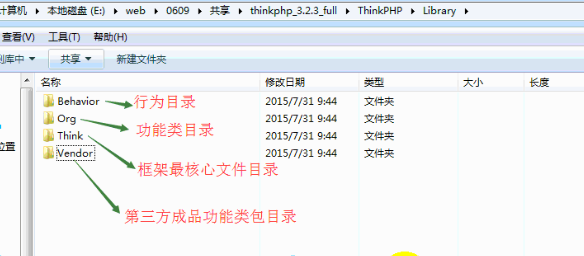 计算机 ▸ 本地磁盘 (E:) ▸ web ▸ 0609 ▸ 共享 ▸ thinkphp_3.2.3_full ▸ ThinkPHP ▸ Library ▸
查看(V) 工具(T) 帮助(H)
到库中 ▾ 共享 ▾ 新建文件夹
名称 修改日期 类型 大小 长度
Behavior 行为目录 2015/7/31 9:44 文件夹
Org 功能类目录 2015/7/31 9:44 文件夹
Think 2015/7/31 9:44 文件夹
位置
Vendor 2015/7/31 9:44 文件夹
框架最核心文件目录
第三方成品功能类包目录